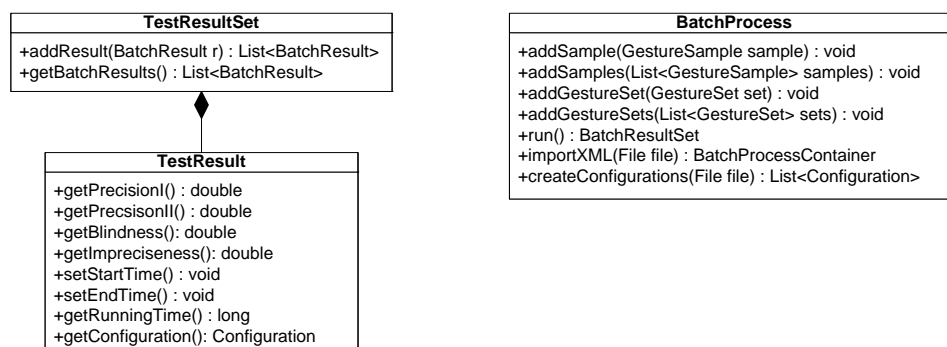 TestResultSet
+addResult(BatchResult r) : List<BatchResult>
+getBatchResults() : List<BatchResult>
TestResult
+getPrecisionI() : double
+getPrecsisonII() : double
+getBlindness(): double
+getImpreciseness(): double
+setStartTime() : void
+setEndTime() : void
+getRunningTime() : long
+getConfiguration(): Configuration
BatchProcess
+addSample(GestureSample sample) : void
+addSamples(List<GestureSample> samples) : void
+addGestureSet(GestureSet set) : void
+addGestureSets(List<GestureSet> sets) : void
+run() : BatchResultSet
+importXML(File file) : BatchProcessContainer
+createConfigurations(File file) : List<Configuration>